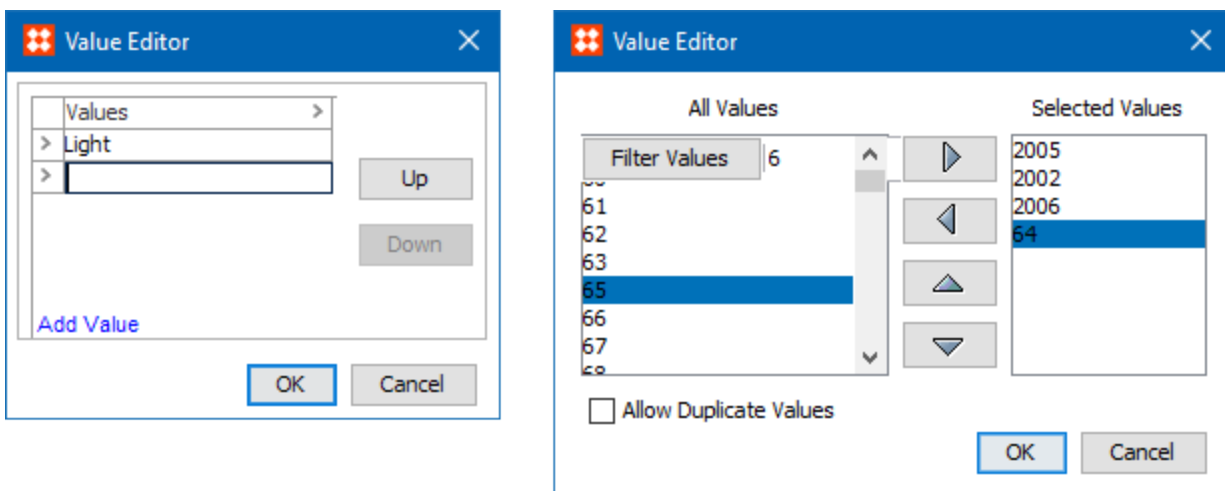 Value Editor
Values
Light
Up
Down
Add Value
OK Cancel
Value Editor
All Values Selected Values
Filter Values 6
61
62
63
65
66
67
68
2005
2002
2006
64
Allow Duplicate Values
OK Cancel